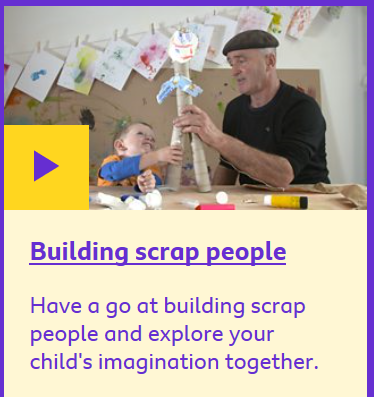 Building scrap people
Have a go at building scrap
people and explore your
child's imagination together.